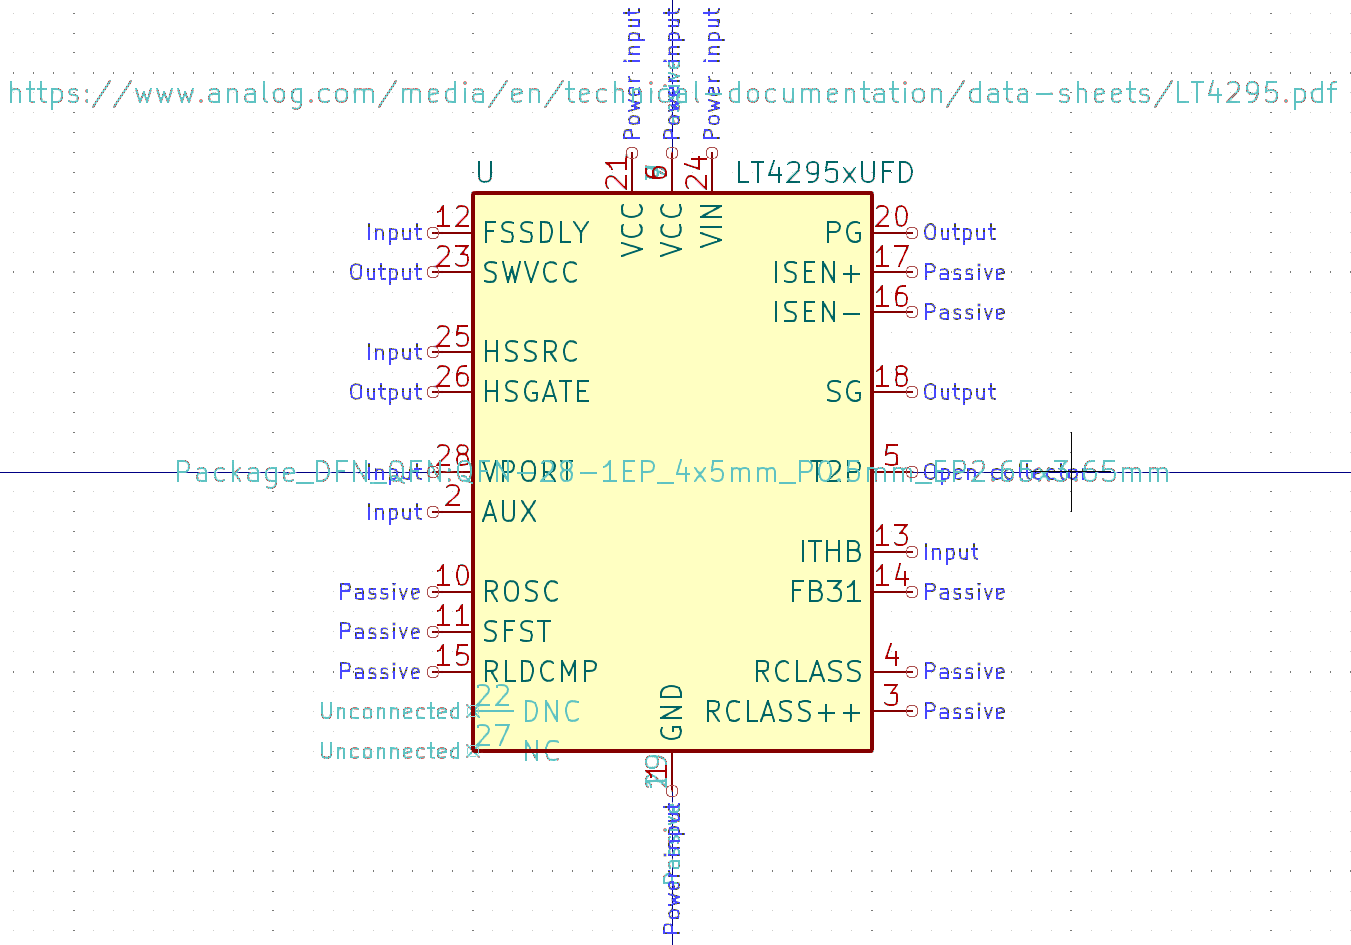 Power input
Power input
Power input
https://www.analog.com/media/en/technical-documentation/data-sheets/LT4295.pdf
U
21
6
24
LT4295xUFD
VCC
VCC
VIN
Input 12 FSSDLY
PG 20 Output
Output 23 SWVCC
ISEN+ 17 Passive
ISEN- 16 Passive
Input 25 HSSRC
Output 26 HSGATE
SG 18 Output
Input 28 VPORT
T2P 5 Open collector
Package_DFN_QFN:QFN-28-1EP_4x5mm_P0.5mm_EP2.65x3.65mm
Input 2 AUX
ITHB 13 Input
Passive 10 ROSC
FB31 14 Passive
Passive 11 SFST
Passive 15 RLDCMP
RCLASS 4 Passive
Unconnected 22 DNC
RCLASS++ 3 Passive
Unconnected 27 NC
GND
1
Power input
Passive